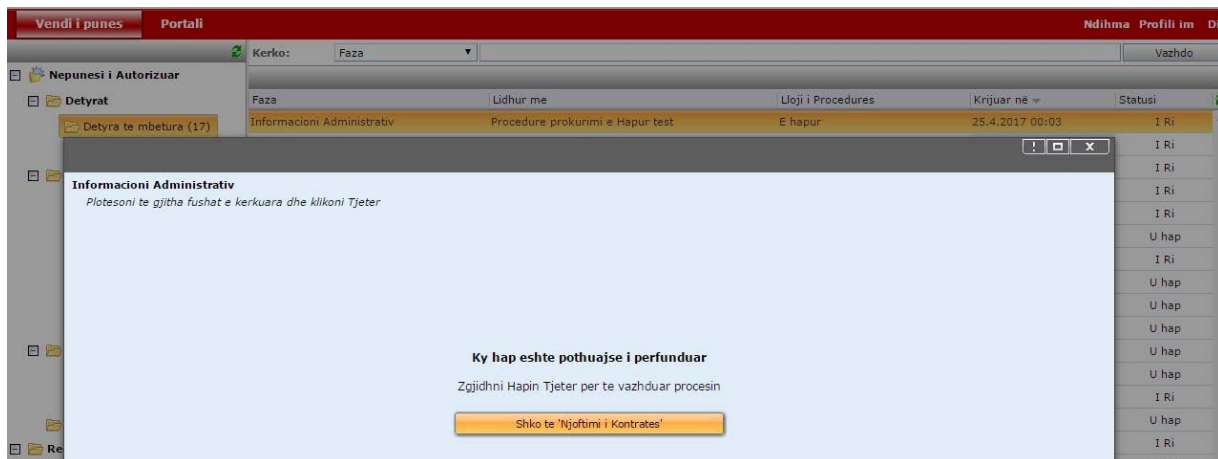 Vendi i punes Portali Ndihma Profili im
Kerko: Faza Vazhdo
Nepunesi i Autorizuar
Detyrat Faza Lidhur me Lloji i Procedures Krijuar në Statusi
Detyra te mbetura (17) Informacioni Administrativ Procedure prokurimi e Hapur test E hapur 25.4.2017 00:03 I Ri
! x I Ri
I Ri
Informacioni Administrativ I Ri
Plotesoni te gjitha fushat e kerkuara dhe klikoni Tjeter
I Ri
U hap
I Ri
U hap
U hap
U hap
Ky hap eshte pothuajse i perfunduar U hap
Zgjidhni Hapin Tjeter per te vazhduar procesin U hap
I Ri
Shko te 'Njoftimi i Kontrates' U hap
I Ri